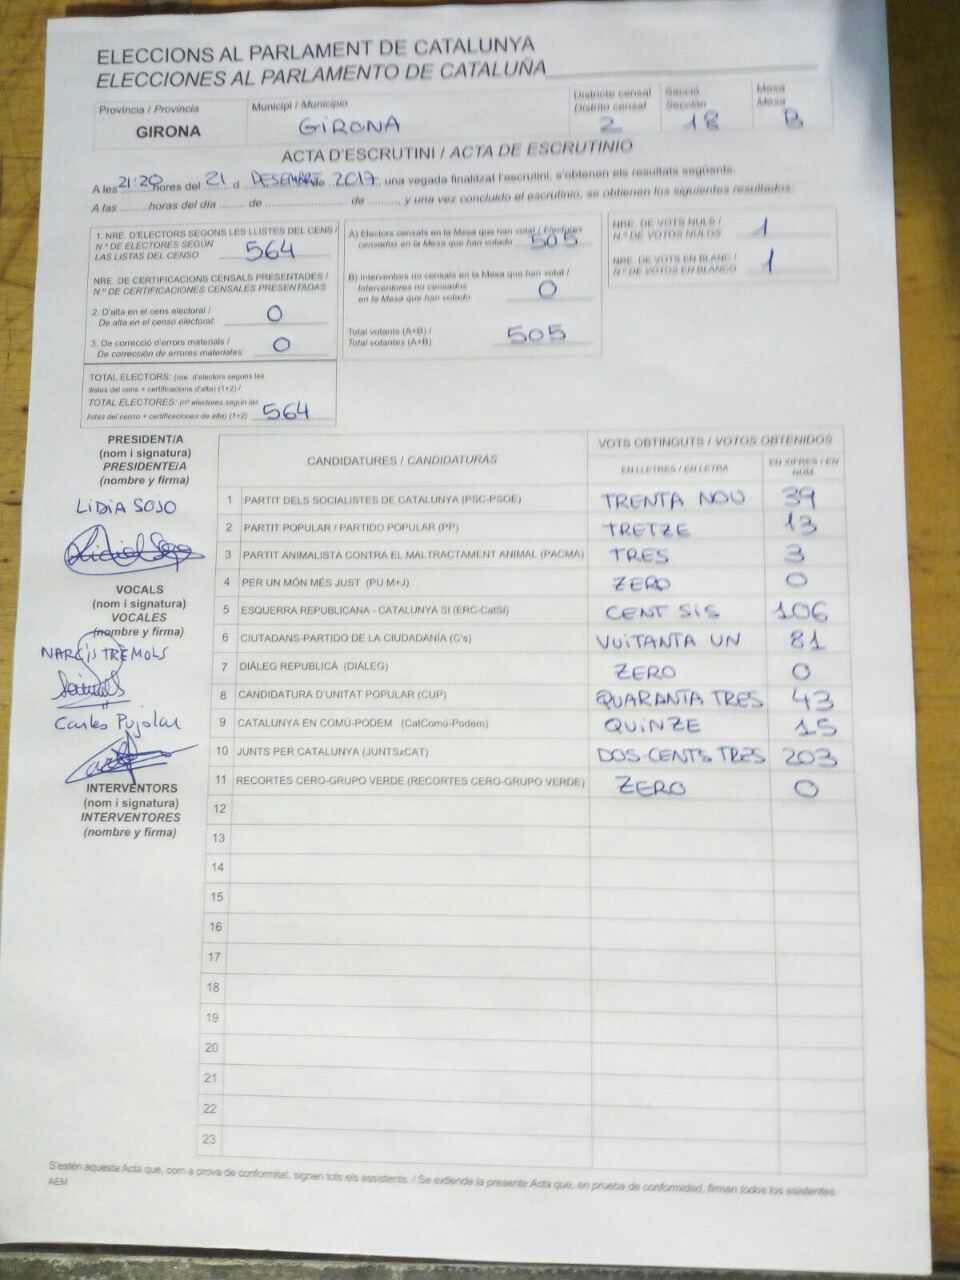 ELECCIONS AL PARLAMENT DE CATALUNYA
ELECCIONES AL PARLAMENTO DE CATALUÑA
Província / Provincia
GIRONA
Municipi / Municipio
GIRONA
Districte censal
Distrito censal
2
Secció
Sección
18
Mesa
Mesa
B
ACTA D'ESCRUTINI / ACTA DE ESCRUTINIO
A les 21:20 hores del 21 d DESEMBRE de 2017, una vegada finalitzat l'escrutini, s'obtenen els resultats següents:
A las .........horas del día ........ de ........................ de ........., y una vez concluido el escrutinio, se obtienen los siguientes resultados:
1. NRE. D'ELECTORS SEGONS LES LLISTES DEL CENS /
N.º DE ELECTORES SEGÚN
LAS LISTAS DEL CENSO 564
NRE. DE CERTIFICACIONS CENSALS PRESENTADES /
N.º DE CERTIFICACIONES CENSALES PRESENTADAS
2. D'alta en el cens electoral /
De alta en el censo electoral: 0
3. De correcció d'errors materials /
De corrección de errores materiales: 0
TOTAL ELECTORS: (nre. d'electors segons les
llistes del cens + certificacions d'alta) (1+2) /
TOTAL ELECTORES: (nº electores según las
listas del censo + certificaciones de alta) (1+2) 564
A) Electors censats en la Mesa que han votat / Electores
censados en la Mesa que han votado 505
B) Interventors no censats en la Mesa que han votat /
Interventores no censados
en la Mesa que han votado 0
Total votants (A+B) /
Total votantes (A+B) 505
NRE. DE VOTS NULS /
N.º DE VOTOS NULOS 1
NRE. DE VOTS EN BLANC /
N.º DE VOTOS EN BLANCO 1
PRESIDENT/A
(nom i signatura)
PRESIDENTE/A
(nombre y firma)
LIDIA SOJO
VOCALS
(nom i signatura)
VOCALES
(nombre y firma)
NARCÍS TREMOLS
Carles Pujolar
INTERVENTORS
(nom i signatura)
INTERVENTORES
(nombre y firma)
CANDIDATURES / CANDIDATURAS
VOTS OBTINGUTS / VOTOS OBTENIDOS
EN LLETRES / EN LETRA
EN XIFRES / EN
NÚM.
1 PARTIT DELS SOCIALISTES DE CATALUNYA (PSC-PSOE) TRENTA NOU 39
2 PARTIT POPULAR / PARTIDO POPULAR (PP) TRETZE 13
3 PARTIT ANIMALISTA CONTRA EL MALTRACTAMENT ANIMAL (PACMA) TRES 3
4 PER UN MÓN MÉS JUST (PU M+J) ZERO 0
5 ESQUERRA REPUBLICANA - CATALUNYA SI (ERC-CatSí) CENT SIS 106
6 CIUTADANS-PARTIDO DE LA CIUDADANÍA (C's) VUITANTA UN 81
7 DIÀLEG REPUBLICÀ (DIÀLEG) ZERO 0
8 CANDIDATURA D'UNITAT POPULAR (CUP) QUARANTA TRES 43
9 CATALUNYA EN COMÚ-PODEM (CatComú-Podem) QUINZE 15
10 JUNTS PER CATALUNYA (JUNTSxCAT) DOS-CENTS TRES 203
11 RECORTES CERO-GRUPO VERDE (RECORTES CERO-GRUPO VERDE) ZERO 0
12
13
14
15
16
17
18
19
20
21
22
23
S'estén aquesta Acta que, com a prova de conformitat, signen tots els assistents. / Se extiende la presente Acta que, en prueba de conformidad, firman todos los asistentes.
AEM